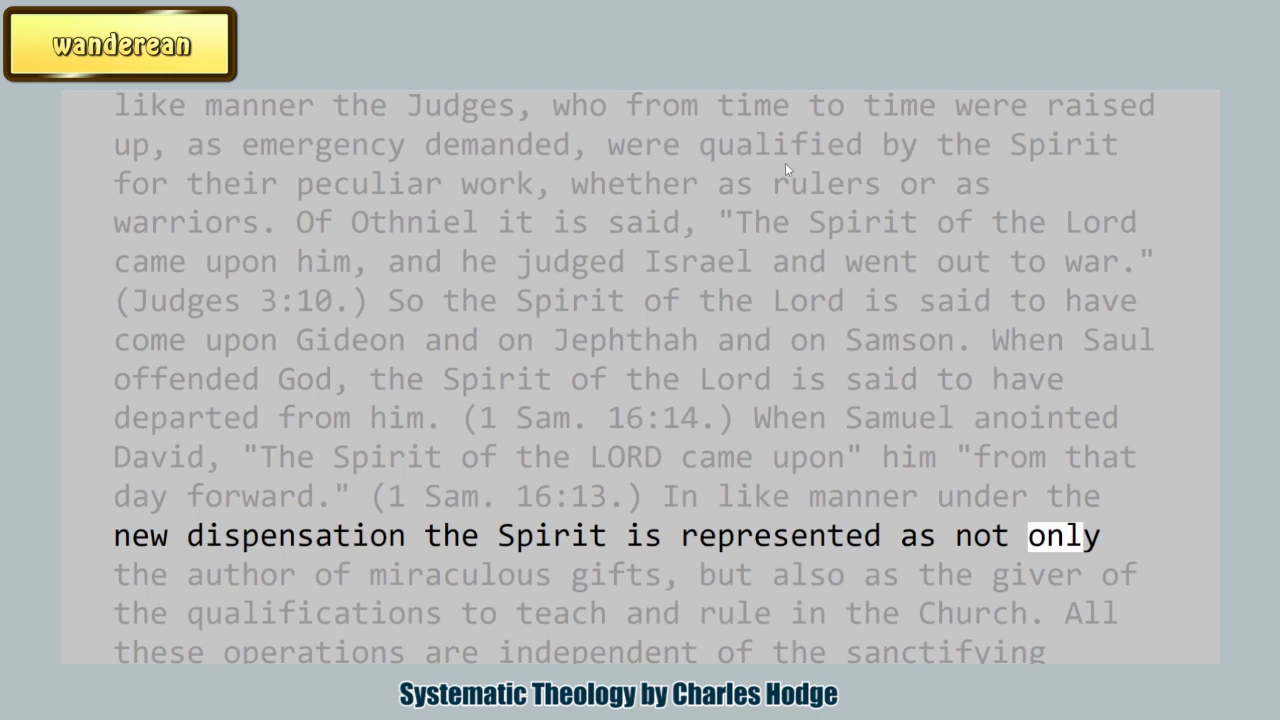 wanderean
like manner the Judges, who from time to time were raised
up, as emergency demanded, were qualified by the Spirit
for their peculiar work, whether as rulers or as
warriors. Of Othniel it is said, "The Spirit of the Lord
came upon him, and he judged Israel and went out to war."
(Judges 3:10.) So the Spirit of the Lord is said to have
come upon Gideon and on Jephthah and on Samson. When Saul
offended God, the Spirit of the Lord is said to have
departed from him. (1 Sam. 16:14.) When Samuel anointed
David, "The Spirit of the LORD came upon" him "from that
day forward." (1 Sam. 16:13.) In like manner under the
new dispensation the Spirit is represented as not only
the author of miraculous gifts, but also as the giver of
the qualifications to teach and rule in the Church. All
these operations are independent of the sanctifying
Systematic Theology by Charles Hodge